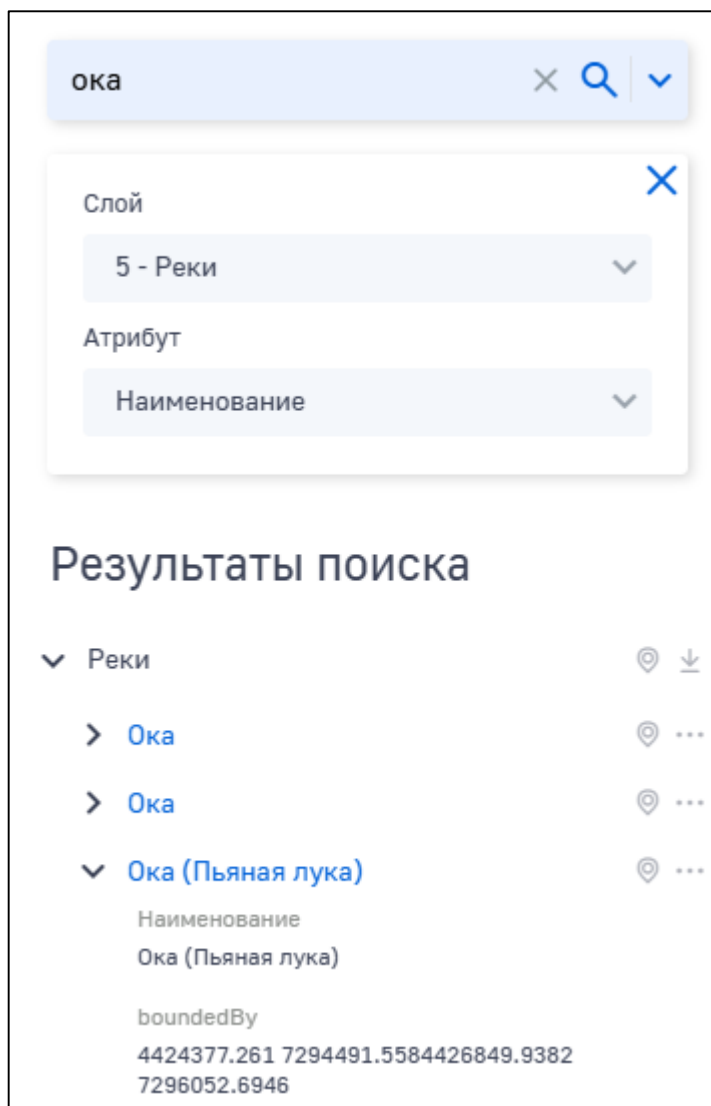 ока
Слой
5 - Реки
Атрибут
Наименование
Результаты поиска
Реки
Ока
Ока
Ока (Пьяная лука)
Наименование
Ока (Пьяная лука)
boundedBy
4424377.261 7294491.5584426849.9382
7296052.6946